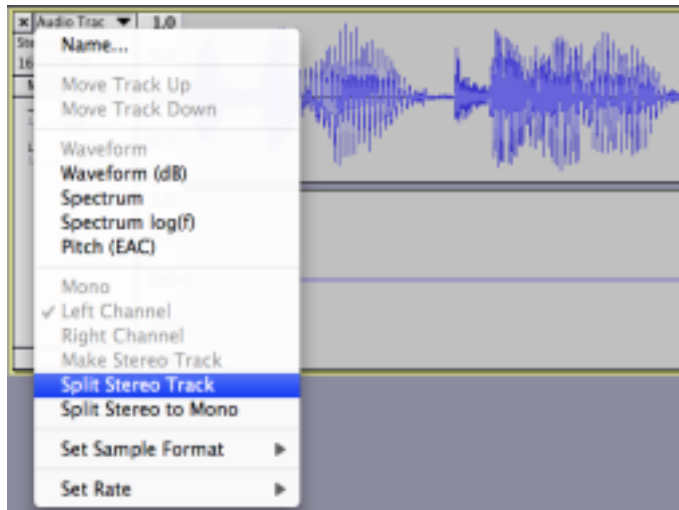 Audio Trac
1.0
Name...
16
Move Track Up
Move Track Down
Waveform
Waveform (dB)
Spectrum
Spectrum log(f)
Pitch (EAC)
Mono
✓ Left Channel
Right Channel
Make Stereo Track
Split Stereo Track
Split Stereo to Mono
Set Sample Format
Set Rate